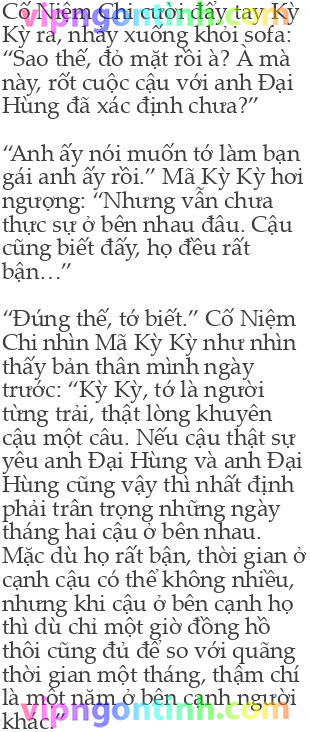 Cố Niệm Chi cười đẩy tay Kỳ
Kỳ ra, nhảy xuống khỏi sofa:
“Sao thế, đỏ mặt rồi à? À mà
này, rốt cuộc cậu với anh Đại
Hùng đã xác định chưa?”
“Anh ấy nói muốn tớ làm bạn
gái anh ấy rồi.” Mã Kỳ Kỳ hơi
ngượng: “Nhưng vẫn chưa
thực sự ở bên nhau đâu. Cậu
cũng biết đấy, họ đều rất
bận…”
“Đúng thế, tớ biết.” Cố Niệm
Chi nhìn Mã Kỳ Kỳ như nhìn
thấy bản thân mình ngày
trước: “Kỳ Kỳ, tớ là người
từng trải, thật lòng khuyên
cậu một câu. Nếu cậu thật sự
yêu anh Đại Hùng và anh Đại
Hùng cũng vậy thì nhất định
phải trân trọng những ngày
tháng hai cậu ở bên nhau.
Mặc dù họ rất bận, thời gian ở
cạnh cậu có thể không nhiều,
nhưng khi cậu ở bên cạnh họ
thì dù chỉ một giờ đồng hồ
thôi cũng đủ để so với quãng
thời gian một tháng, thậm chí
là một năm ở bên cạnh người
khác.”
vipngontinh.com
vipngontinh.com